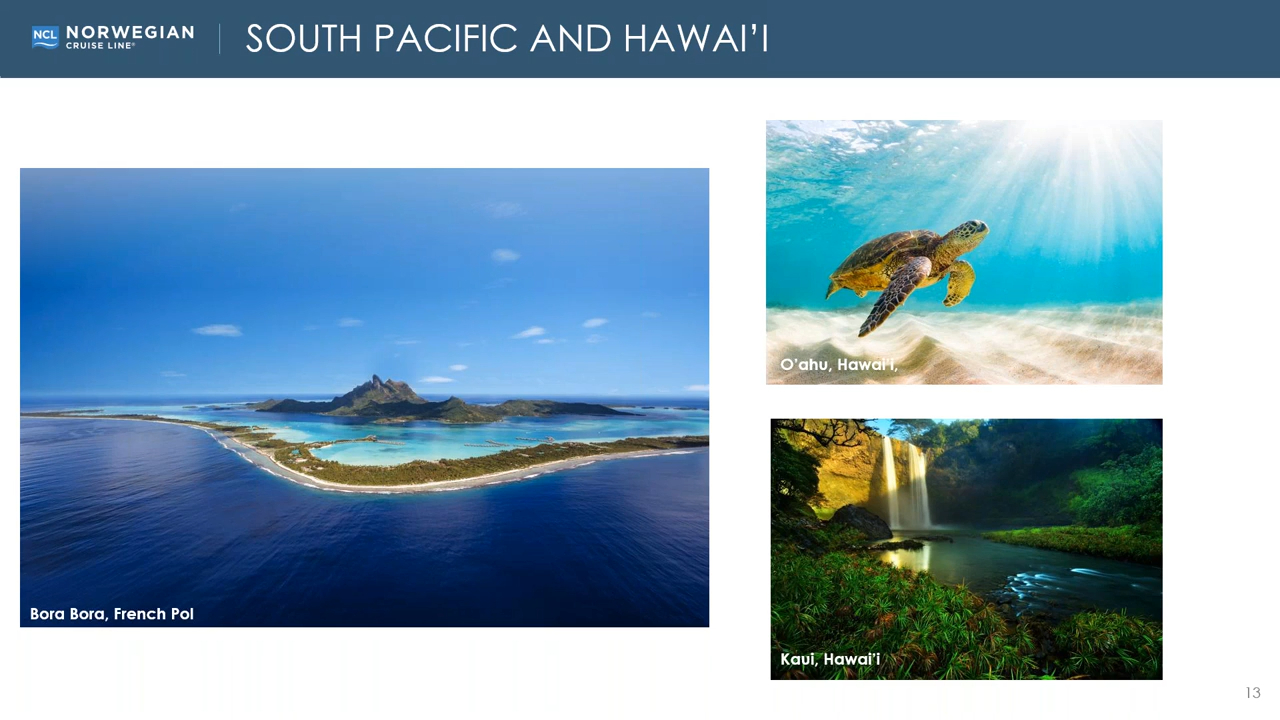 NCL NORWEGIAN
CRUISE LINE®
SOUTH PACIFIC AND HAWAI'I
O'ahu, Hawai'i,
Bora Bora, French Pol
Kaui, Hawai'i
13